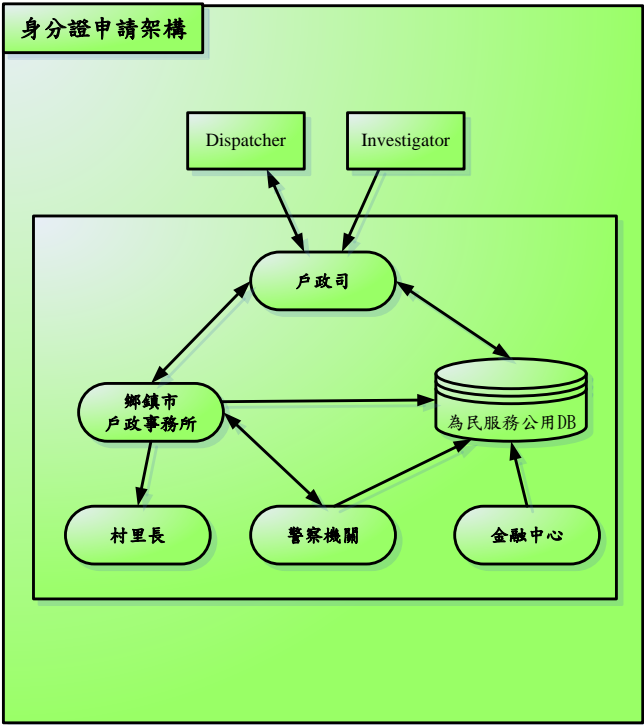 身分證申請架構
Dispatcher
Investigator
戶政司
鄉鎮市
戶政事務所
為民服務公用DB
村里長
警察機關
金融中心